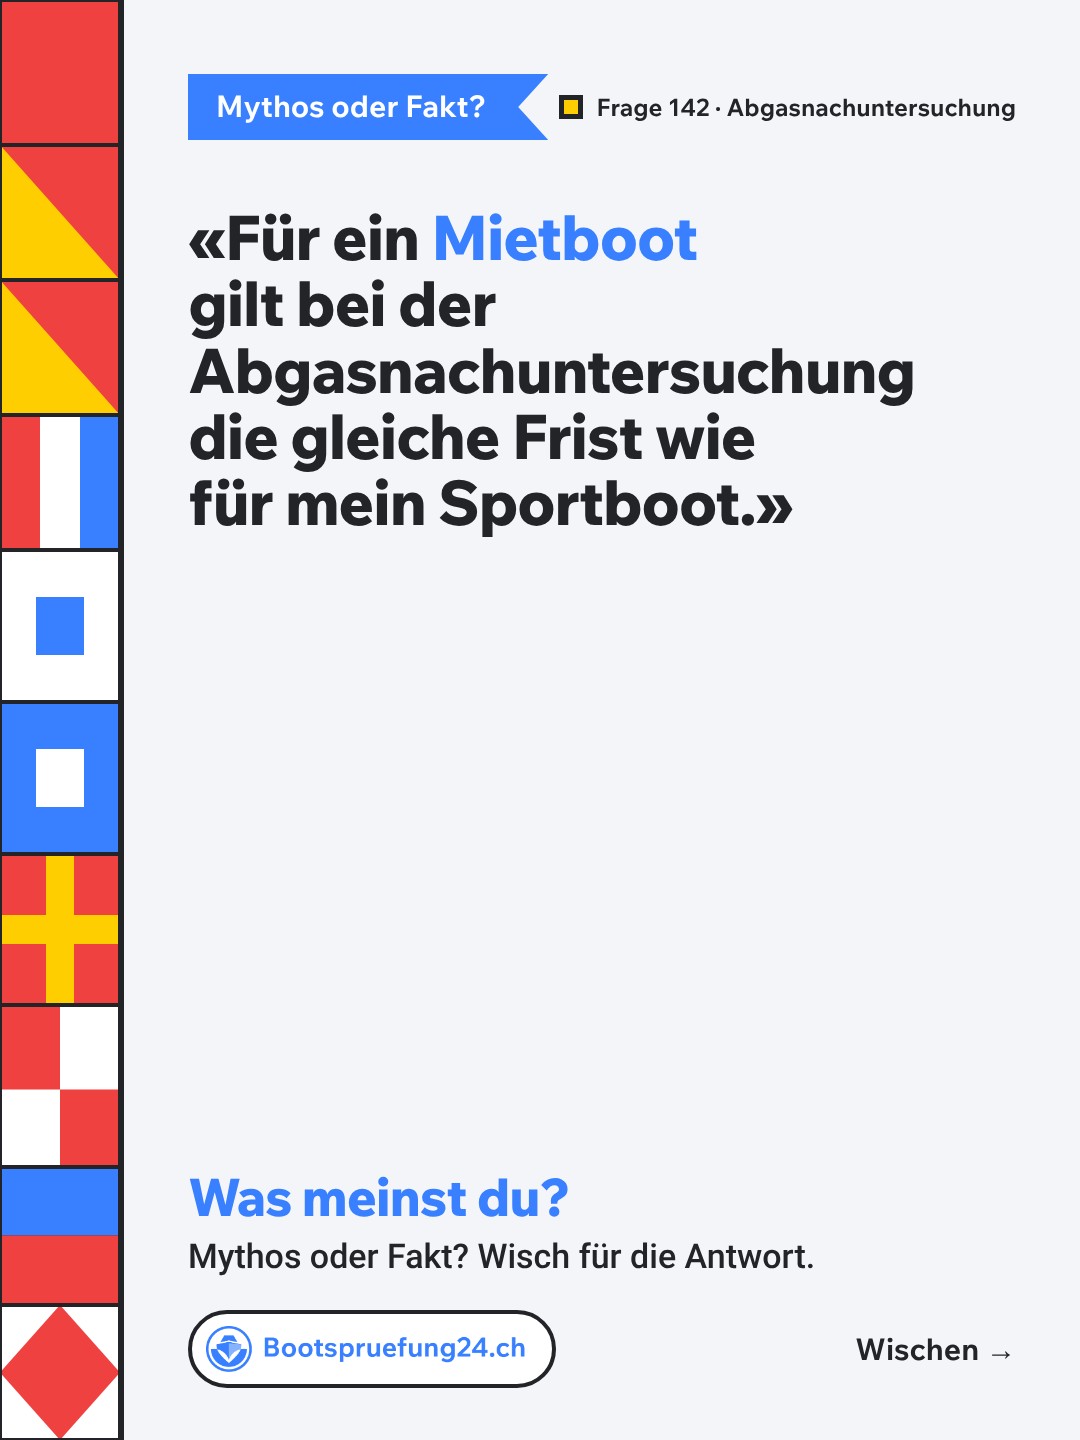 Mythos oder Fakt?
Frage 142 · Abgasnachuntersuchung
«Für ein Mietboot
gilt bei der
Abgasnachuntersuchung
die gleiche Frist wie
für mein Sportboot.»
Was meinst du?
Mythos oder Fakt? Wisch für die Antwort.
Bootspruefung24.ch
Wischen →